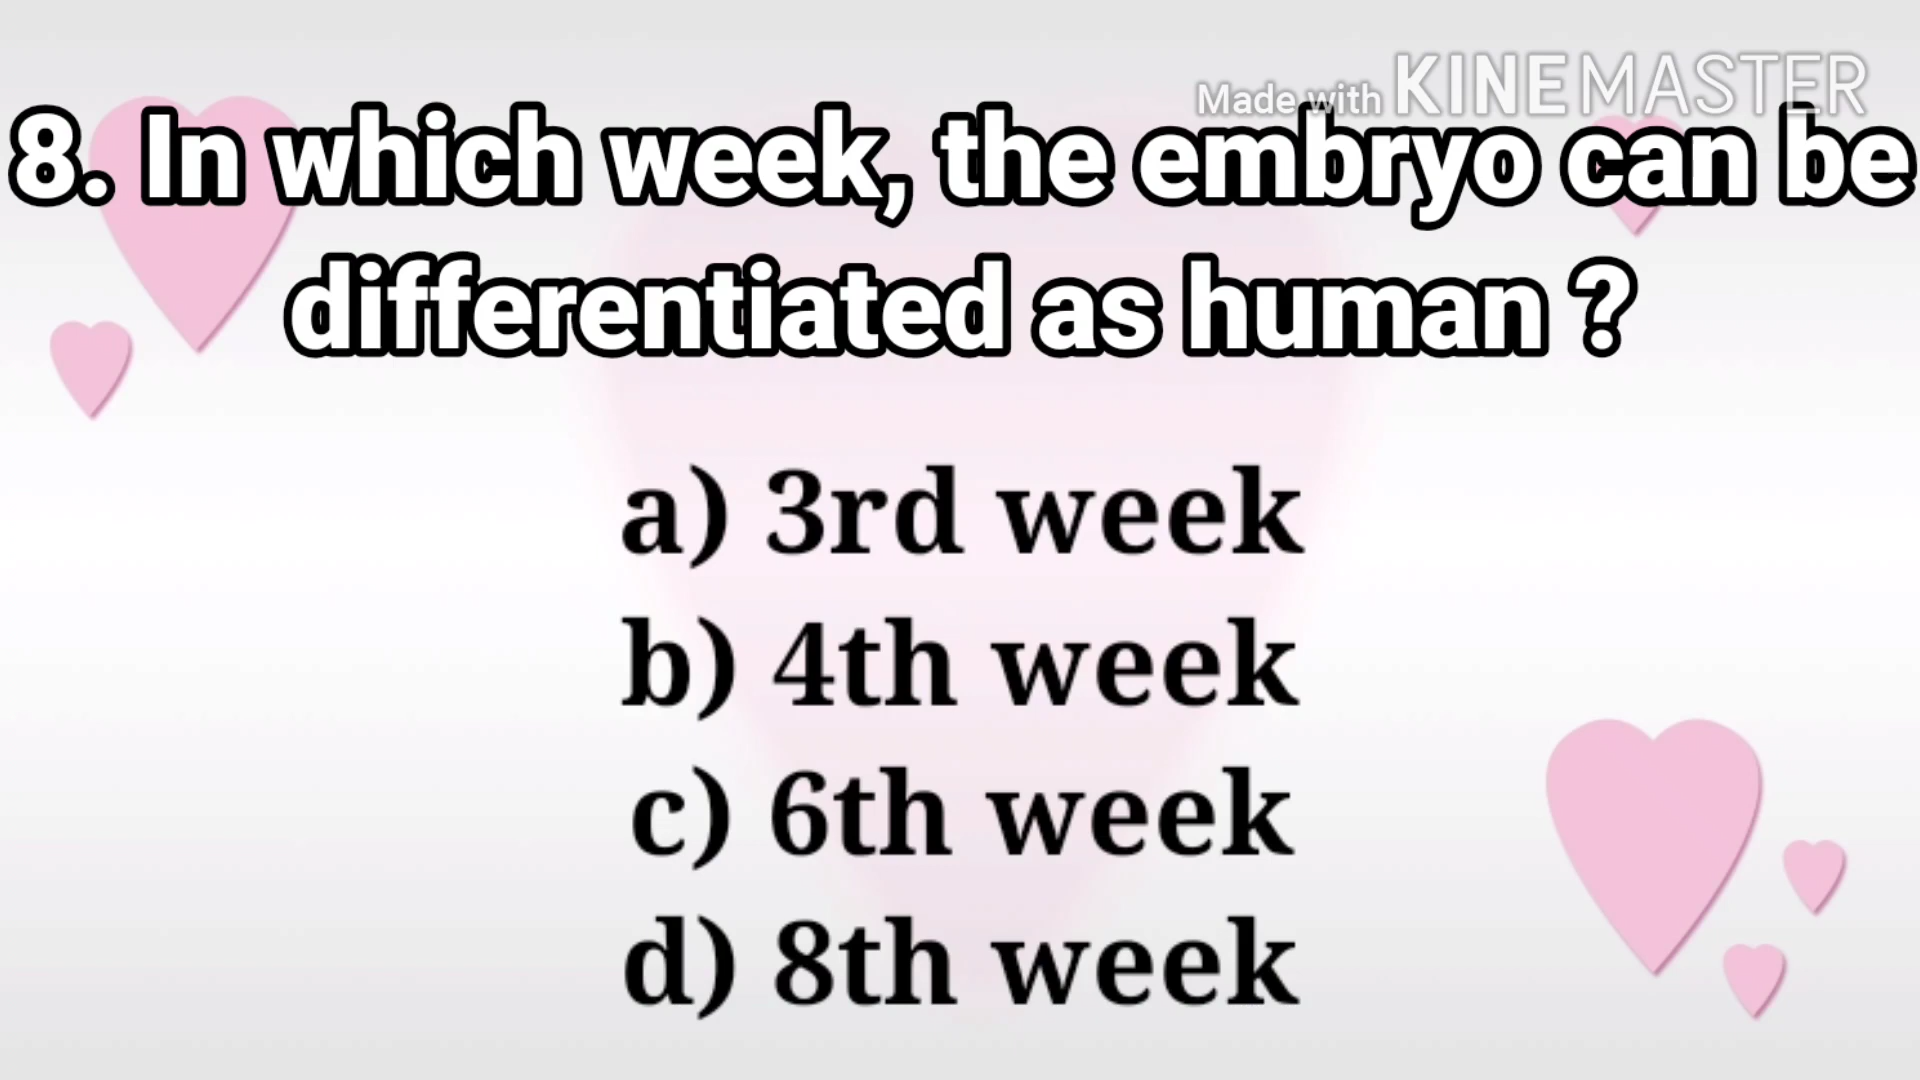 Made with KINEMASTER
8. In which week, the embryo can be
differentiated as human ?
a) 3rd week
b) 4th week
c) 6th week
d) 8th week